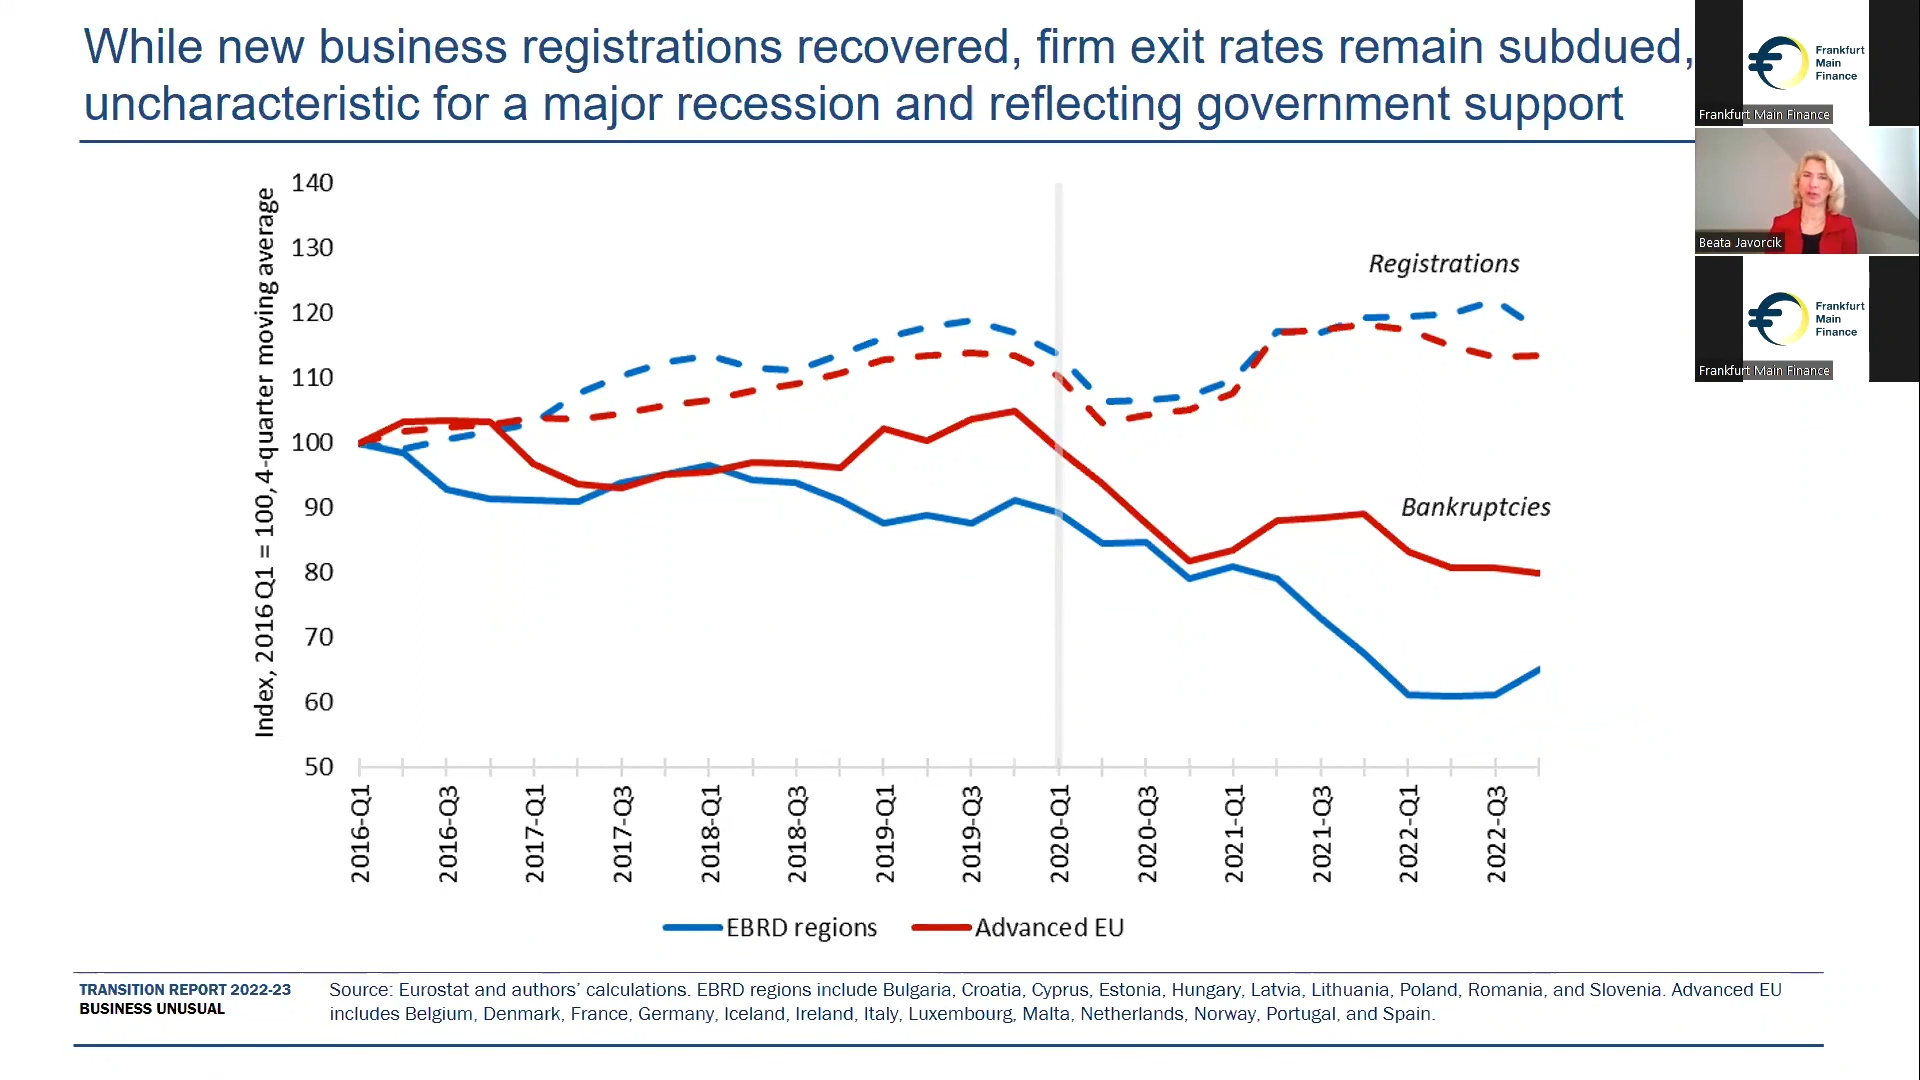 While new business registrations recovered, firm exit rates remain subdued,
uncharacteristic for a major recession and reflecting government support
Frankfurt
Main
Finance
Frankfurt Main Finance
Beata Javorcik
Frankfurt
Main
Finance
Frankfurt Main Finance
Index, 2016 Q1 = 100, 4-quarter moving average
140
130
120
110
100
90
80
70
60
50
Registrations
Bankruptcies
2016-Q1
2016-Q3
2017-Q1
2017-Q3
2018-Q1
2018-Q3
2019-Q1
2019-Q3
2020-Q1
2020-Q3
2021-Q1
2021-Q3
2022-Q1
2022-Q3
EBRD regions
Advanced EU
TRANSITION REPORT 2022-23
BUSINESS UNUSUAL
Source: Eurostat and authors’ calculations. EBRD regions include Bulgaria, Croatia, Cyprus, Estonia, Hungary, Latvia, Lithuania, Poland, Romania, and Slovenia. Advanced EU
includes Belgium, Denmark, France, Germany, Iceland, Ireland, Italy, Luxembourg, Malta, Netherlands, Norway, Portugal, and Spain.